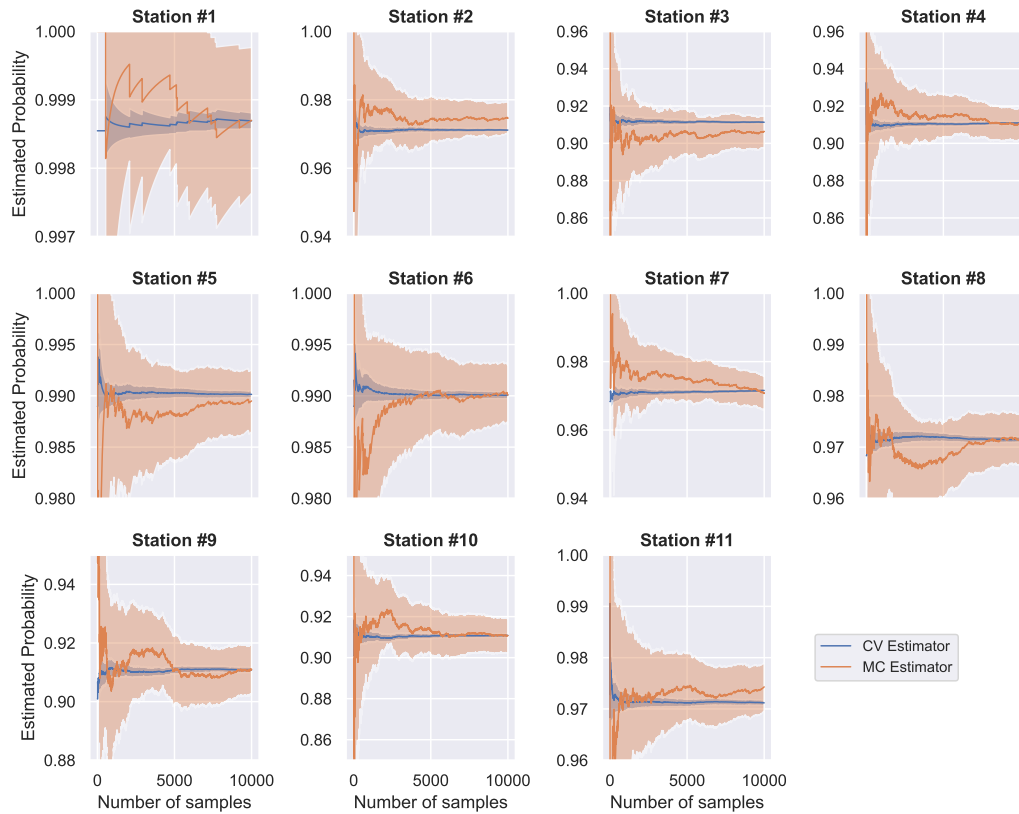 Station #1
Station #2
Station #3
Station #4
1.000
0.999
0.998
0.997
Estimated Probability
1.00
0.98
0.96
0.94
0.96
0.94
0.92
0.90
0.88
0.86
0.96
0.94
0.92
0.90
0.88
0.86
Station #5
Station #6
Station #7
Station #8
1.000
0.995
0.990
0.985
0.980
Estimated Probability
1.000
0.995
0.990
0.985
0.980
1.00
0.98
0.96
0.94
1.00
0.99
0.98
0.97
0.96
Station #9
Station #10
Station #11
0.94
0.92
0.90
0.88
Estimated Probability
0.94
0.92
0.90
0.88
0.86
1.00
0.99
0.98
0.97
0.96
CV Estimator
MC Estimator
0 5000 10000
0 5000 10000
0 5000 10000
Number of samples
Number of samples
Number of samples